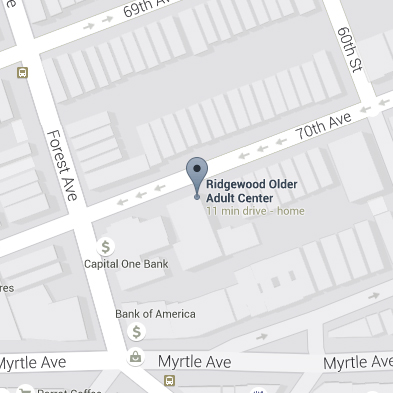 69th Av
60th St
70th Ave
Forest Ave
Ridgewood Older
Adult Center
11 min drive - home
$
Capital One Bank
res
Bank of America
$
Myrtle Ave
Myrtle Ave
Myrtle Ave